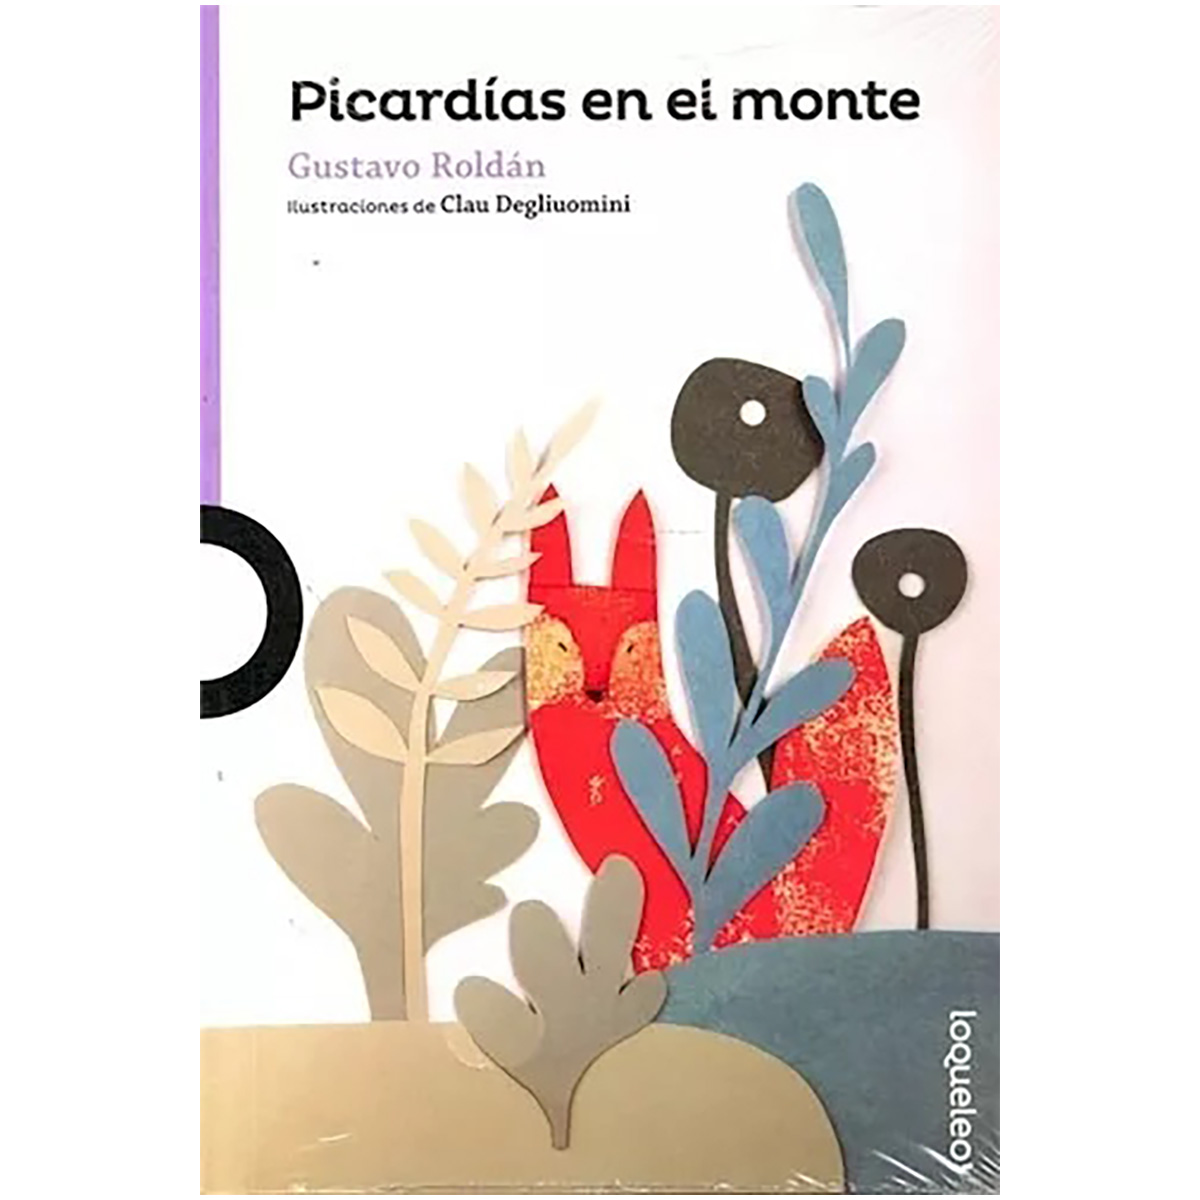 Picardías en el monte
Gustavo Roldán
Ilustraciones de Clau Degliuomini
loqueleo